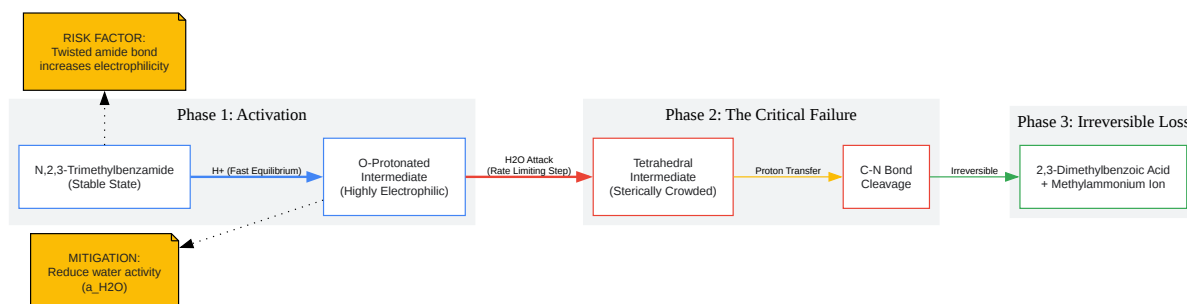 RISK FACTOR:
Twisted amide bond
increases electrophilicity
Phase 1: Activation
N,2,3-Trimethylbenzamide
(Stable State)
H+ (Fast Equilibrium)
O-Protonated
Intermediate
(Highly Electrophilic)
MITIGATION:
Reduce water activity
(a_H2O)
H2O Attack
(Rate Limiting Step)
Phase 2: The Critical Failure
Tetrahedral
Intermediate
(Sterically Crowded)
Proton Transfer
C-N Bond
Cleavage
Irreversible
Phase 3: Irreversible Loss
2,3-Dimethylbenzoic Acid
+ Methylammonium Ion